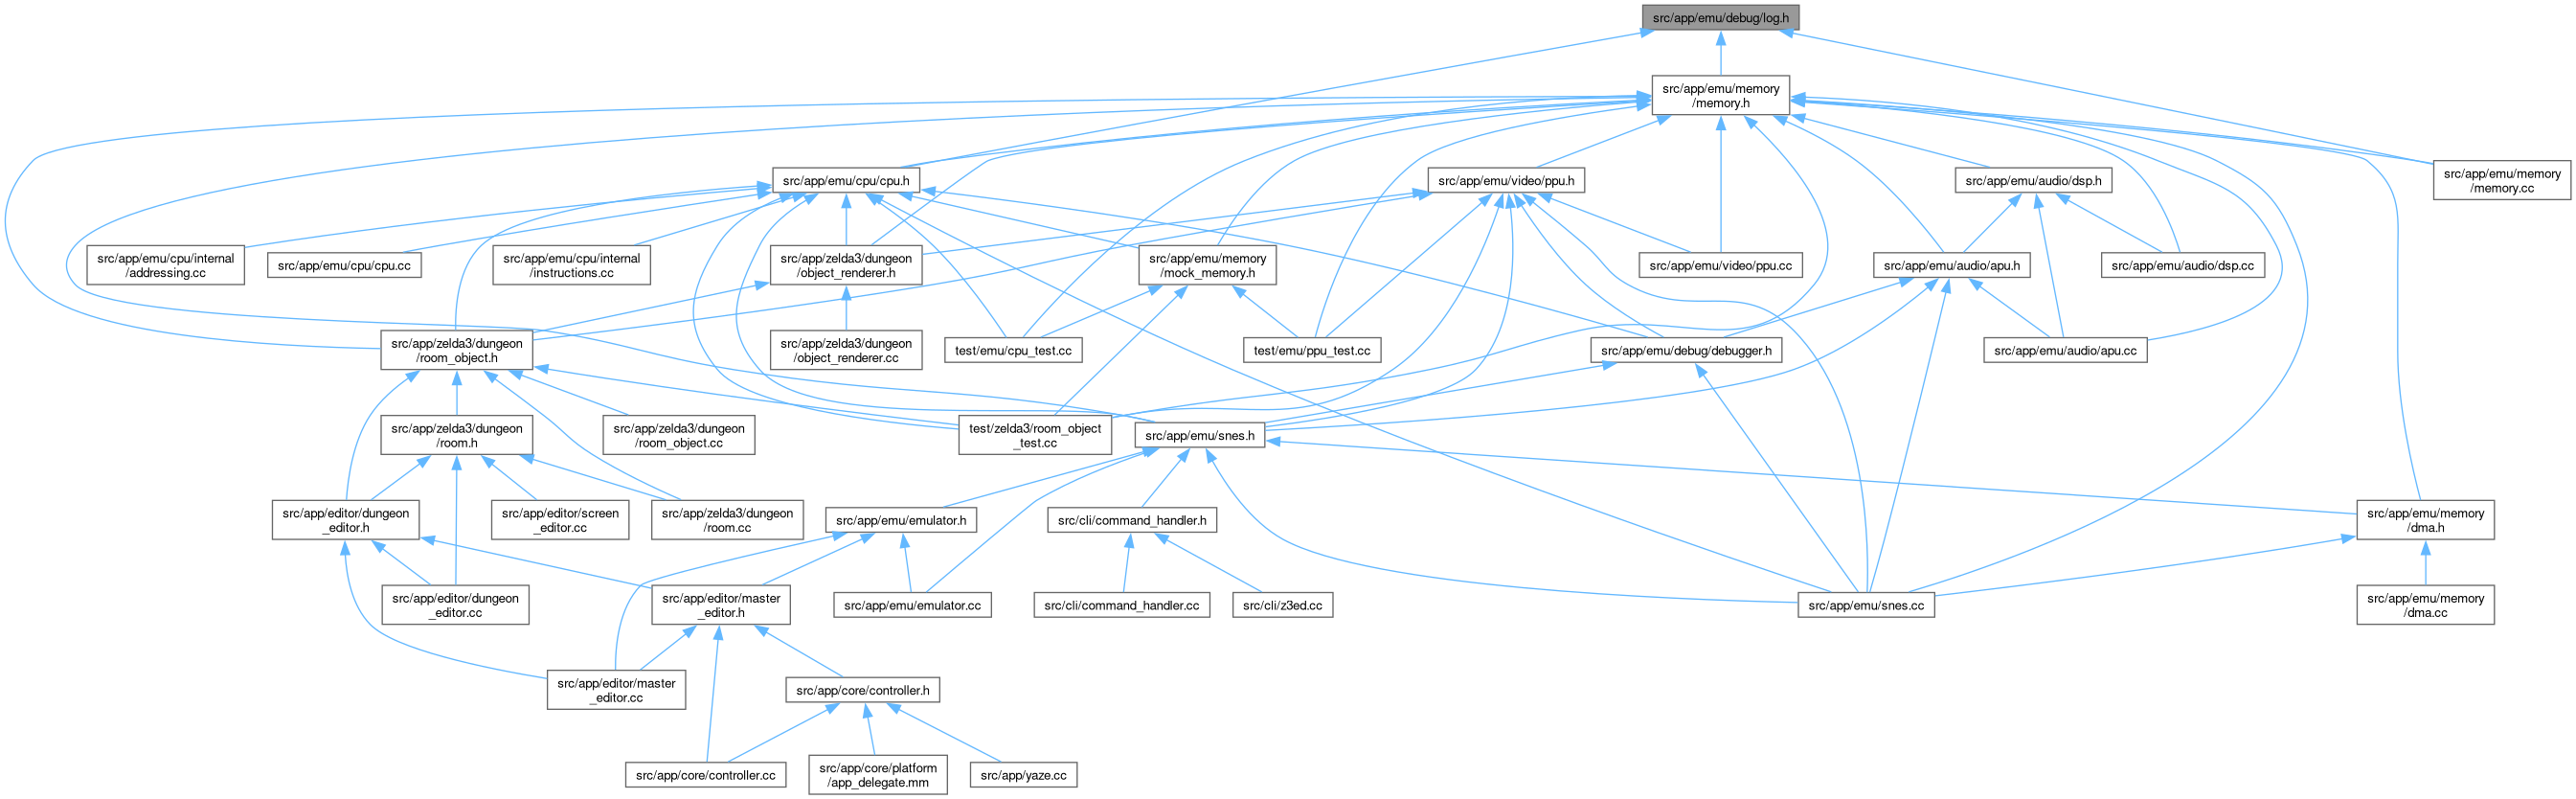 src/app/emu/debug/log.h
src/app/emu/memory
/memory.h
src/app/emu/cpu/cpu.h
src/app/emu/video/ppu.h
src/app/emu/audio/dsp.h
src/app/emu/memory
/memory.cc
src/app/emu/cpu/internal
/addressing.cc
src/app/emu/cpu/cpu.cc
src/app/emu/cpu/internal
/instructions.cc
src/app/zelda3/dungeon
/object_renderer.h
src/app/emu/memory
/mock_memory.h
src/app/emu/video/ppu.cc
src/app/emu/audio/apu.h
src/app/emu/audio/dsp.cc
src/app/zelda3/dungeon
/room_object.h
src/app/zelda3/dungeon
/object_renderer.cc
test/emu/cpu_test.cc
test/emu/ppu_test.cc
src/app/emu/debug/debugger.h
src/app/emu/audio/apu.cc
src/app/zelda3/dungeon
/room.h
src/app/zelda3/dungeon
/room_object.cc
test/zelda3/room_object
_test.cc
src/app/emu/snes.h
src/app/editor/dungeon
_editor.h
src/app/editor/screen
_editor.cc
src/app/zelda3/dungeon
/room.cc
src/app/emu/emulator.h
src/cli/command_handler.h
src/app/emu/memory
/dma.h
src/app/editor/dungeon
_editor.cc
src/app/editor/master
_editor.h
src/app/emu/emulator.cc
src/cli/command_handler.cc
src/cli/z3ed.cc
src/app/emu/snes.cc
src/app/emu/memory
/dma.cc
src/app/editor/master
_editor.cc
src/app/core/controller.h
src/app/core/controller.cc
src/app/core/platform
/app_delegate.mm
src/app/yaze.cc